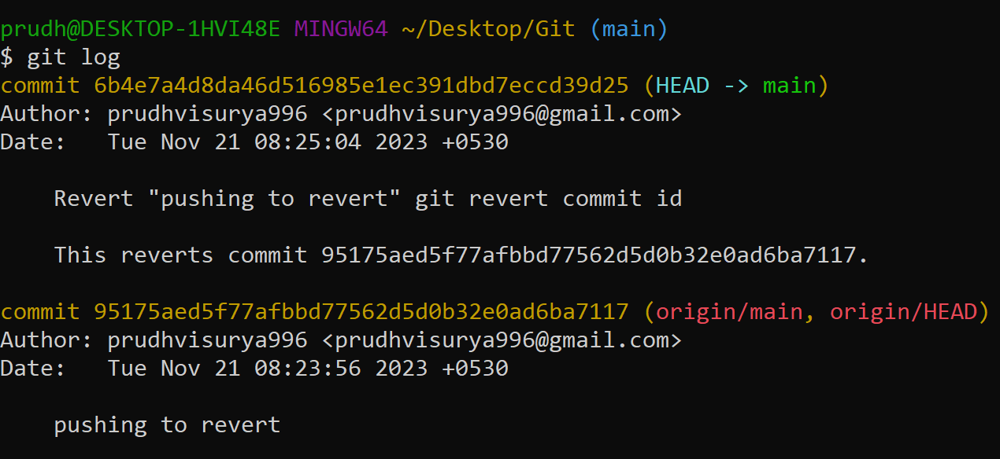 prudh@DESKTOP-1HVI48E MINGW64 ~/Desktop/Git (main)
$ git log
commit 6b4e7a4d8da46d516985e1ec391dbd7eccd39d25 (HEAD -> main)
Author: prudhvisurya996 <prudhvisurya996@gmail.com>
Date:   Tue Nov 21 08:25:04 2023 +0530

    Revert "pushing to revert" git revert commit id

    This reverts commit 95175aed5f77afbbd77562d5d0b32e0ad6ba7117.

commit 95175aed5f77afbbd77562d5d0b32e0ad6ba7117 (origin/main, origin/HEAD)
Author: prudhvisurya996 <prudhvisurya996@gmail.com>
Date:   Tue Nov 21 08:23:56 2023 +0530

    pushing to revert